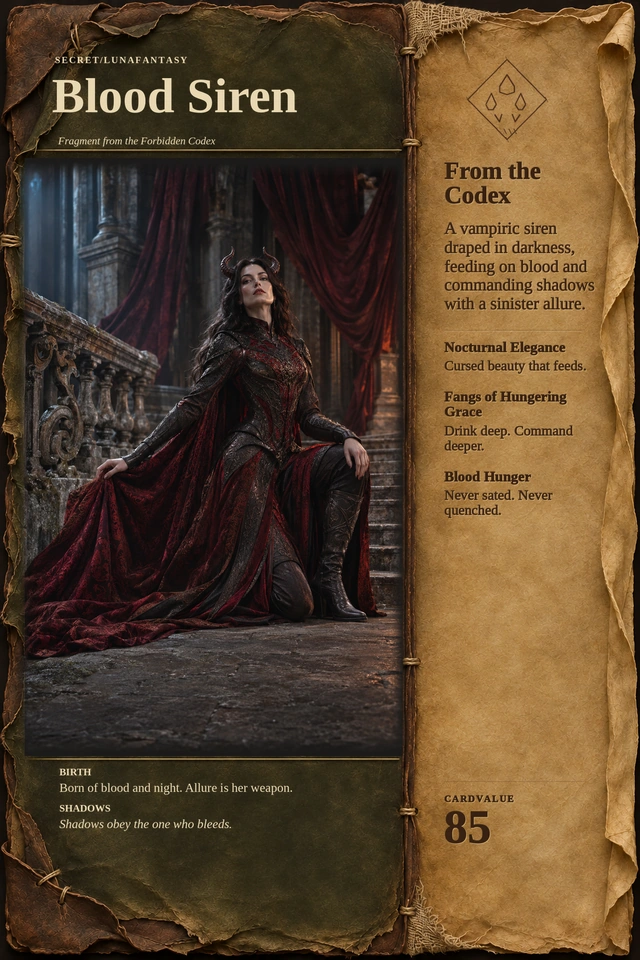 SECRET/LUNAFANTASY
Blood Siren
Fragment from the Forbidden Codex
BIRTH
Born of blood and night. Allure is her weapon.
SHADOWS
Shadows obey the one who bleeds.
From the
Codex
A vampiric siren
draped in darkness,
feeding on blood and
commanding shadows
with a sinister allure.
Nocturnal Elegance
Cursed beauty that feeds.
Fangs of Hungering
Grace
Drink deep. Command
deeper.
Blood Hunger
Never sated. Never
quenched.
CARDVALUE
85